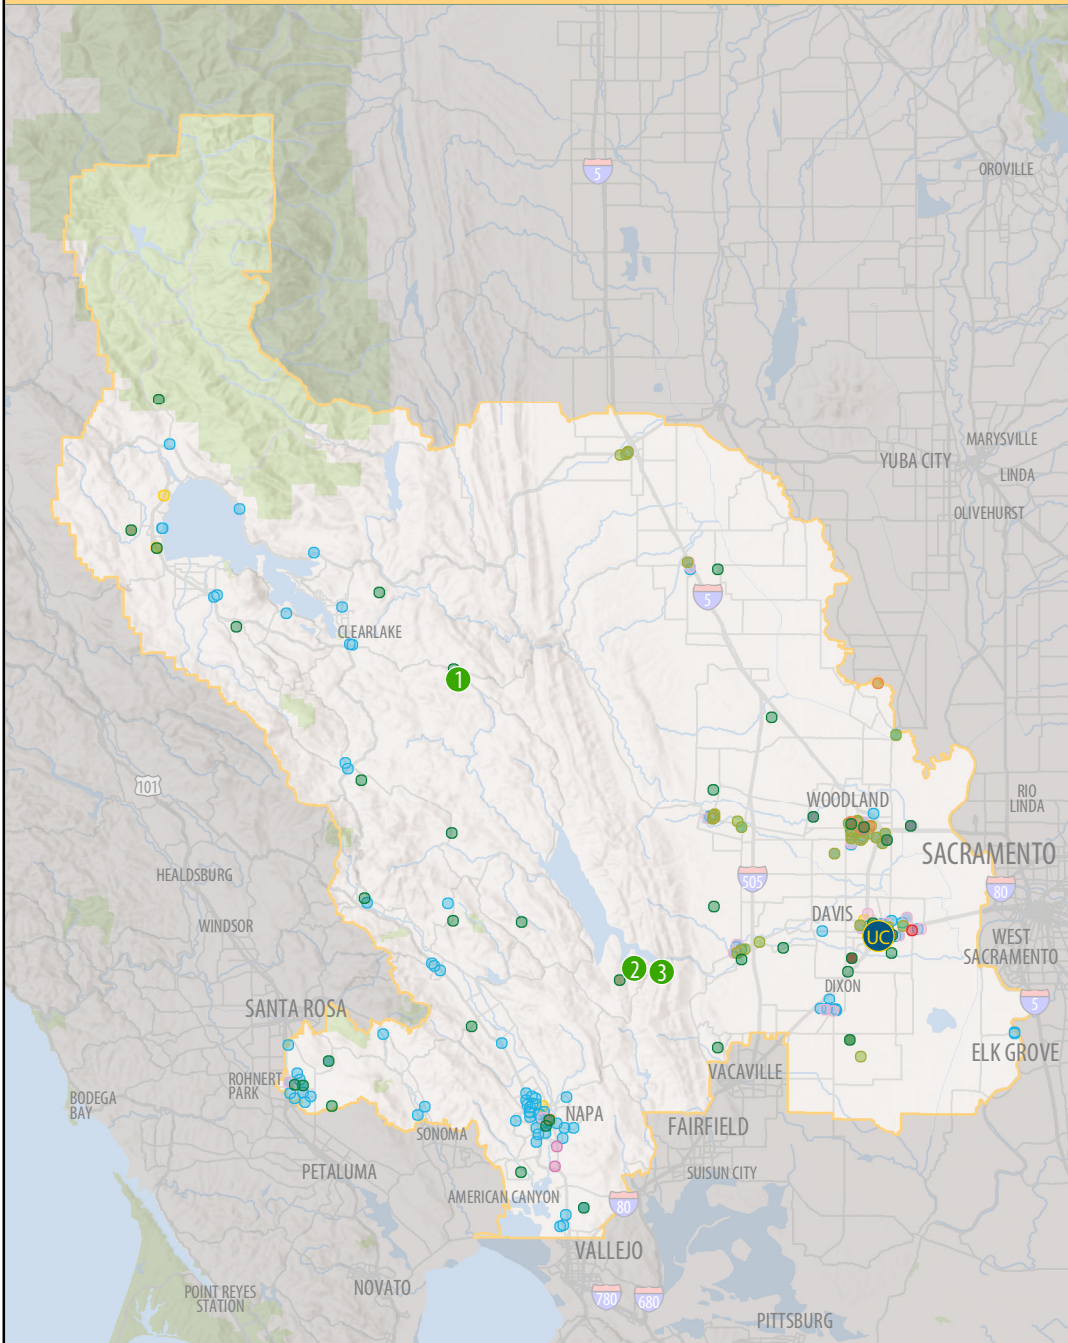 5
OROVILLE
MARYSVILLE
YUBA CITY
LINDA
OLIVEHURST
5
CLEARLAKE
1
101
WOODLAND
RIO
LINDA
SACRAMENTO
HEALDSBURG
505
80
WINDSOR
DAVIS
UC
WEST
SACRAMENTO
2
3
DIXON
SANTA ROSA
5
ELK GROVE
ROHNERT
PARK
VACAVILLE
BODEGA
BAY
NAPA
FAIRFIELD
SONOMA
PETALUMA
SUISUN CITY
AMERICAN CANYON
80
VALLEJO
NOVATO
POINT REYES
STATION
780
680
PITTSBURG